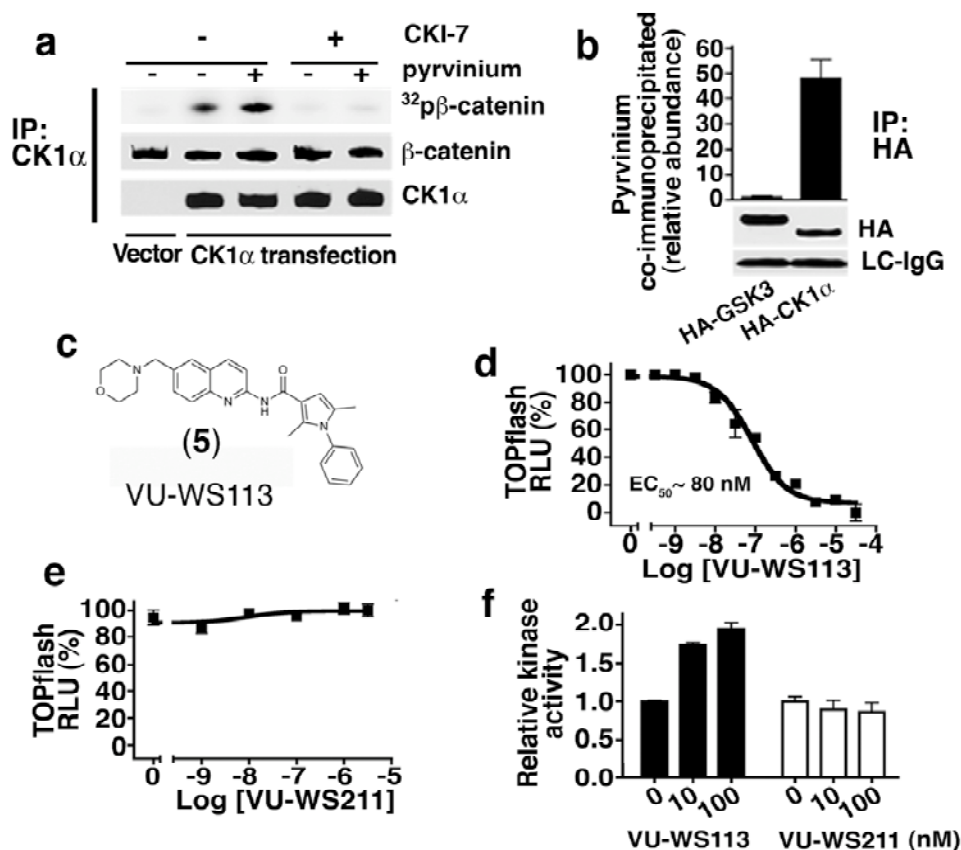 a
- + CKI-7
- - + - + pyrvinium
IP: CK1α
³²pβ-catenin
β-catenin
CK1α
Vector CK1α transfection
b
Pyrvinium
co-immunoprecipitated
(relative abundance)
60
50
40
30
20
10
0
IP:
HA
HA
LC-IgG
HA-GSK3
HA-CK1α
c
N
O
N
NH
O
N
(5)
VU-WS113
d
TOPflash
RLU (%)
100
80
60
40
20
0
EC₅₀~ 80 nM
0 -9 -8 -7 -6 -5 -4
Log [VU-WS113]
e
TOPflash
RLU (%)
100
80
60
40
20
0
0 -9 -8 -7 -6 -5
Log [VU-WS211]
f
Relative kinase
activity
2.0
1.5
1.0
0.5
0.0
0 10 100 0 10 100
VU-WS113 VU-WS211 (nM)